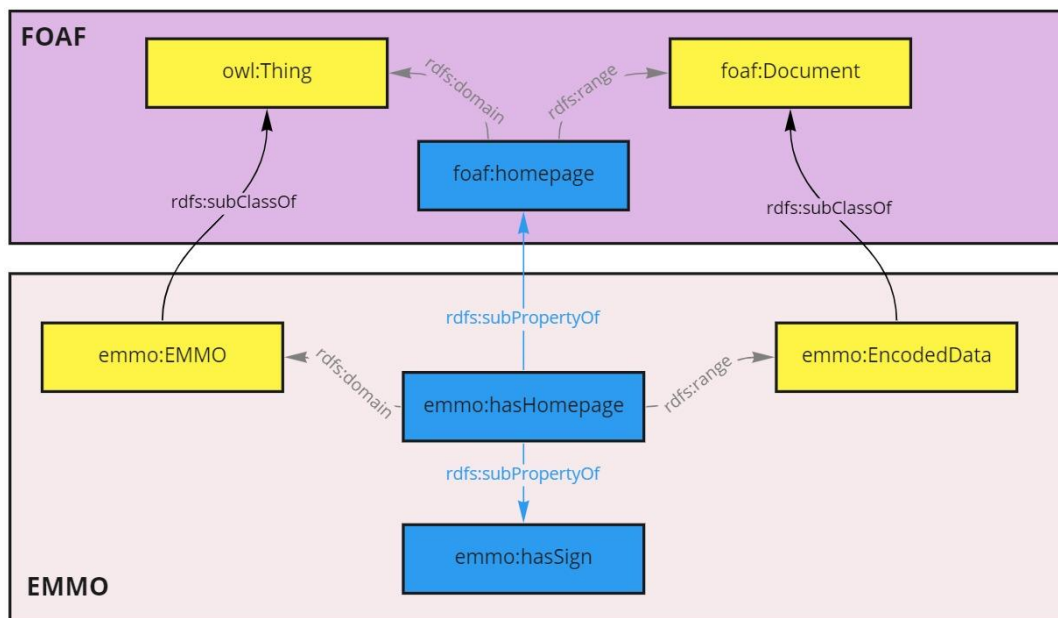 FOAF
owl:Thing
rdfs:domain
rdfs:range
foaf:Document
foaf:homepage
rdfs:subClassOf
rdfs:subClassOf
rdfs:subPropertyOf
emmo:EMMO
rdfs:domain
emmo:hasHomepage
rdfs:range
emmo:EncodedData
rdfs:subPropertyOf
emmo:hasSign
EMMO